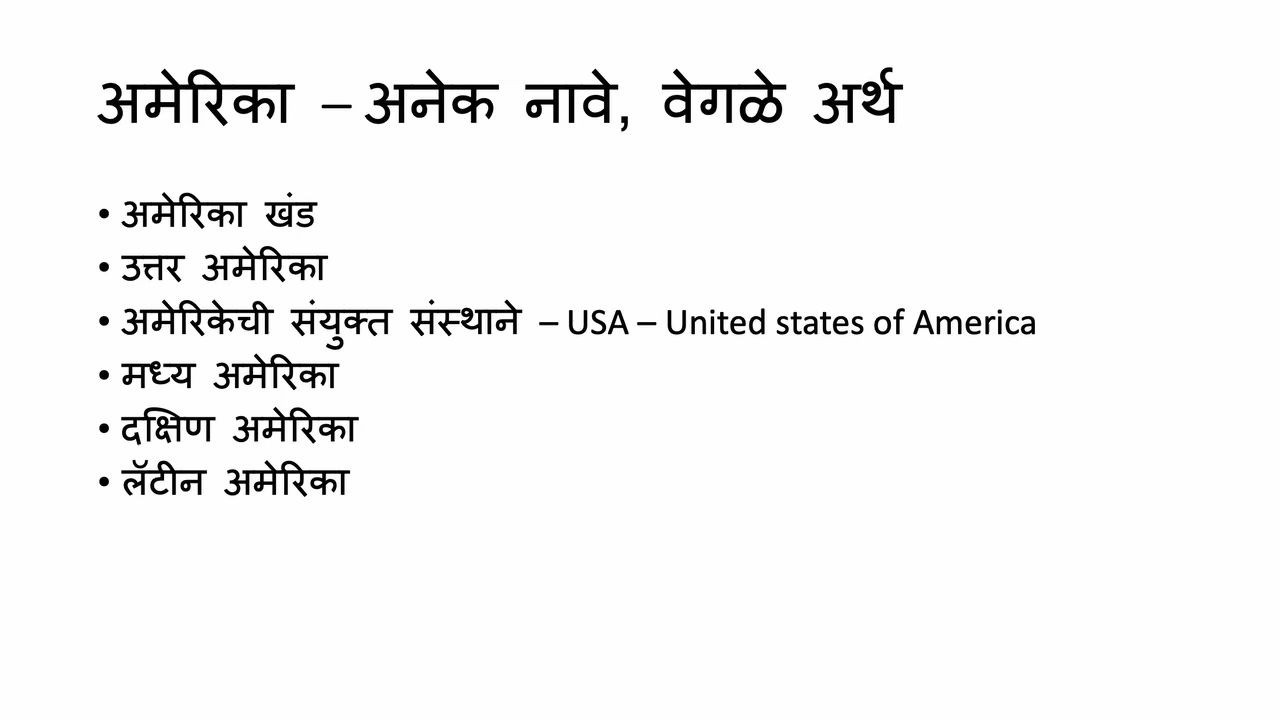 अमेरिका – अनेक नावे, वेगळे अर्थ
• अमेरिका खंड
• उत्तर अमेरिका
• अमेरिकेची संयुक्त संस्थाने – USA – United states of America
• मध्य अमेरिका
• दक्षिण अमेरिका
• लॅटीन अमेरिका